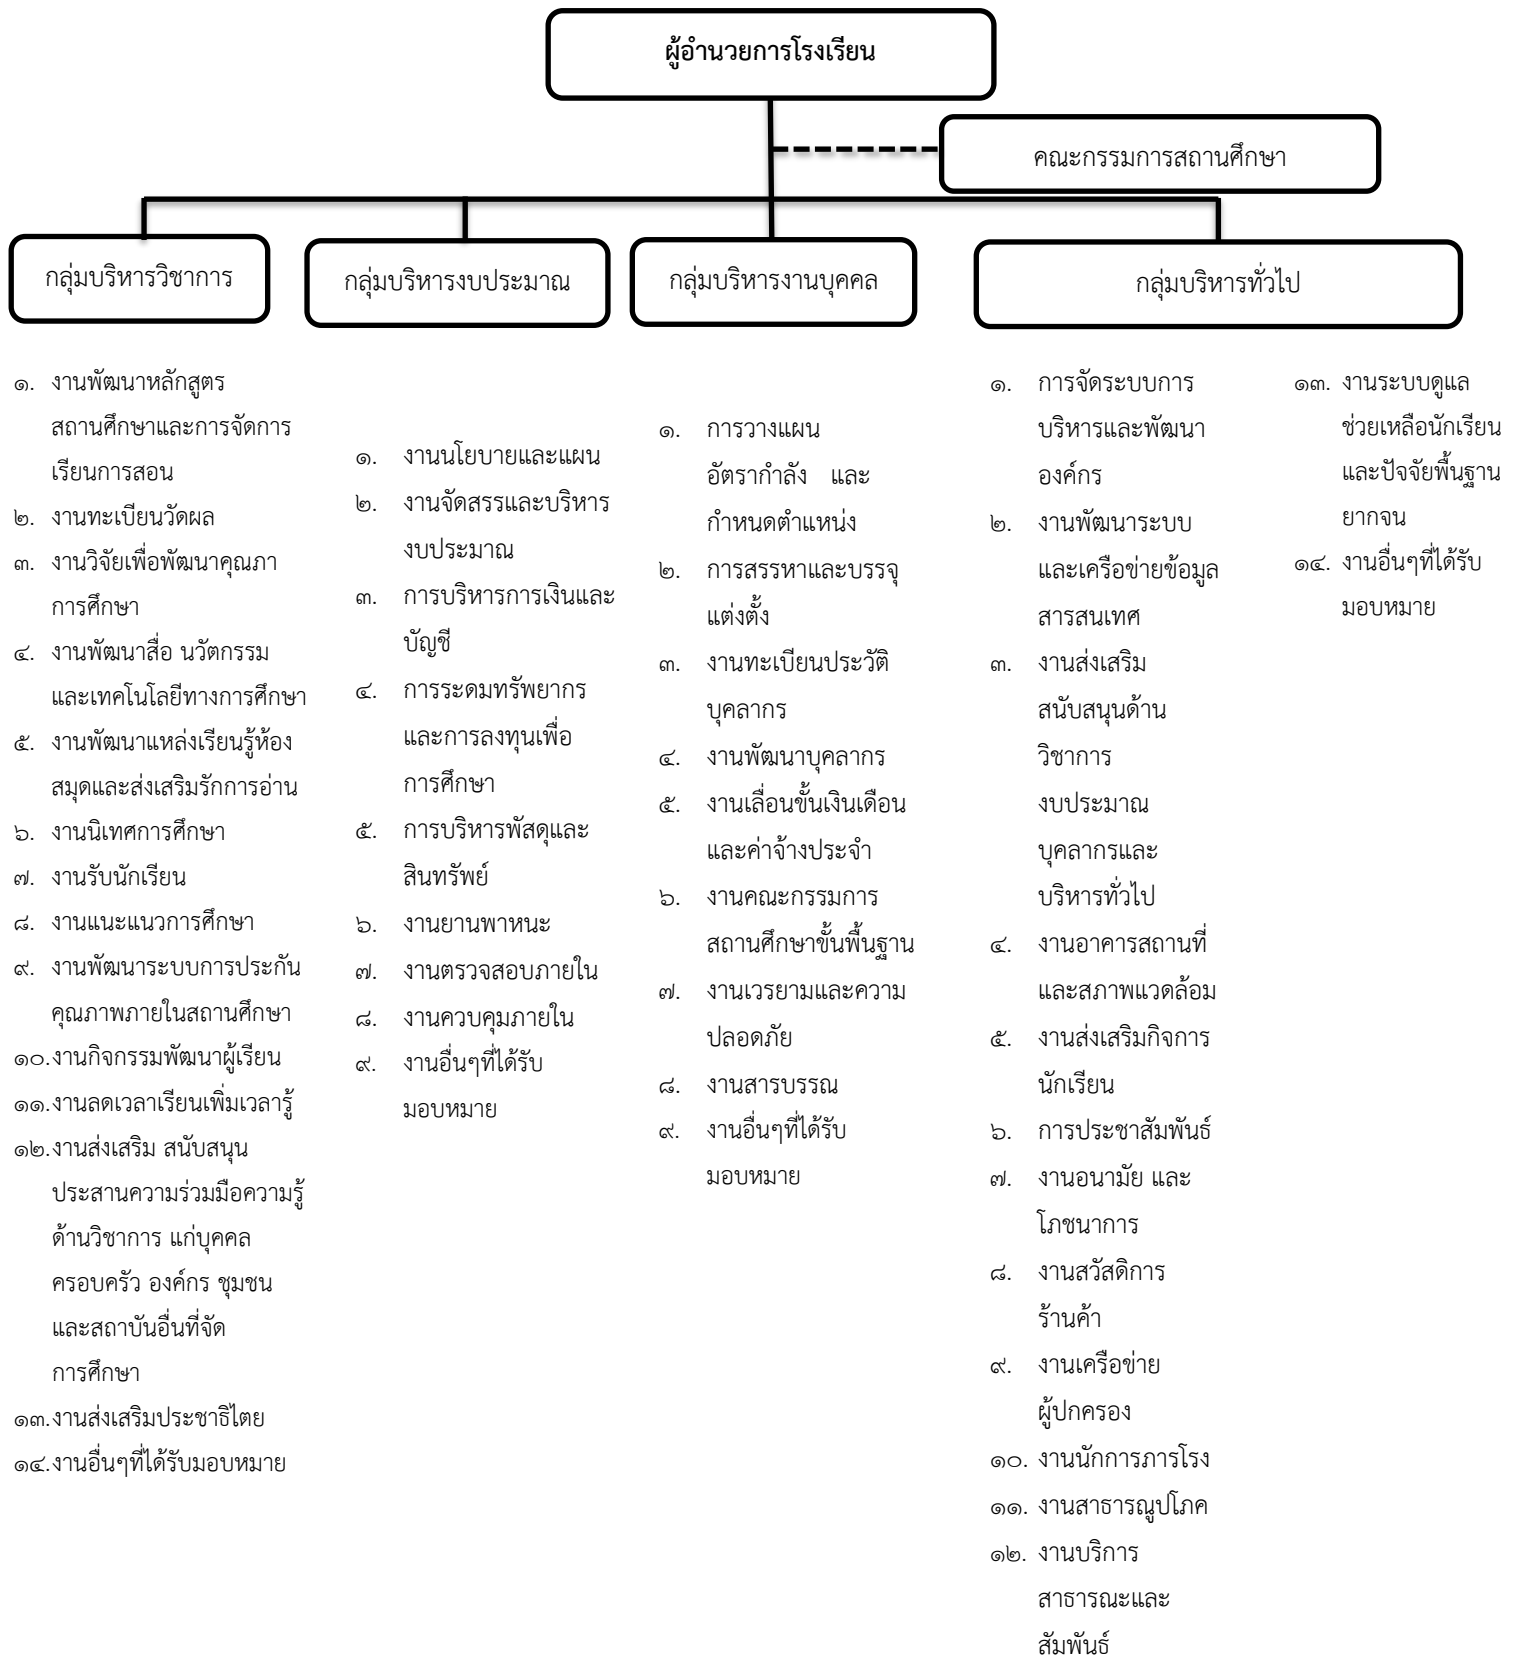 ผู้อำนวยการโรงเรียน
คณะกรรมการสถานศึกษา
กลุ่มบริหารวิชาการ
กลุ่มบริหารงบประมาณ
กลุ่มบริหารงานบุคคล
กลุ่มบริหารทั่วไป
๑. งานพัฒนาหลักสูตร
สถานศึกษาและการจัดการ
เรียนการสอน
๒. งานทะเบียนวัดผล
๓. งานวิจัยเพื่อพัฒนาคุณภา
การศึกษา
๔. งานพัฒนาสื่อ นวัตกรรม
และเทคโนโลยีทางการศึกษา
๕. งานพัฒนาแหล่งเรียนรู้ห้อง
สมุดและส่งเสริมรักการอ่าน
๖. งานนิเทศการศึกษา
๗. งานรับนักเรียน
๘. งานแนะแนวการศึกษา
๙. งานพัฒนาระบบการประกัน
คุณภาพภายในสถานศึกษา
๑๐.งานกิจกรรมพัฒนาผู้เรียน
๑๑.งานลดเวลาเรียนเพิ่มเวลารู้
๑๒.งานส่งเสริม สนับสนุน
ประสานความร่วมมือความรู้
ด้านวิชาการ แก่บุคคล
ครอบครัว องค์กร ชุมชน
และสถาบันอื่นที่จัด
การศึกษา
๑๓.งานส่งเสริมประชาธิไตย
๑๔.งานอื่นๆที่ได้รับมอบหมาย
๑. งานนโยบายและแผน
๒. งานจัดสรรและบริหาร
งบประมาณ
๓. การบริหารการเงินและ
บัญชี
๔. การระดมทรัพยากร
และการลงทุนเพื่อ
การศึกษา
๕. การบริหารพัสดุและ
สินทรัพย์
๖. งานยานพาหนะ
๗. งานตรวจสอบภายใน
๘. งานควบคุมภายใน
๙. งานอื่นๆที่ได้รับ
มอบหมาย
๑. การวางแผน
อัตรากำลัง และ
กำหนดตำแหน่ง
๒. การสรรหาและบรรจุ
แต่งตั้ง
๓. งานทะเบียนประวัติ
บุคลากร
๔. งานพัฒนาบุคลากร
๕. งานเลื่อนขั้นเงินเดือน
และค่าจ้างประจำ
๖. งานคณะกรรมการ
สถานศึกษาขั้นพื้นฐาน
๗. งานเวรยามและความ
ปลอดภัย
๘. งานสารบรรณ
๙. งานอื่นๆที่ได้รับ
มอบหมาย
๑. การจัดระบบการ
บริหารและพัฒนา
องค์กร
๒. งานพัฒนาระบบ
และเครือข่ายข้อมูล
สารสนเทศ
๓. งานส่งเสริม
สนับสนุนด้าน
วิชาการ
งบประมาณ
บุคลากรและ
บริหารทั่วไป
๔. งานอาคารสถานที่
และสภาพแวดล้อม
๕. งานส่งเสริมกิจการ
นักเรียน
๖. การประชาสัมพันธ์
๗. งานอนามัย และ
โภชนาการ
๘. งานสวัสดิการ
ร้านค้า
๙. งานเครือข่าย
ผู้ปกครอง
๑๐. งานนักการภารโรง
๑๑. งานสาธารณูปโภค
๑๒. งานบริการ
สาธารณะและ
สัมพันธ์
๑๓. งานระบบดูแล
ช่วยเหลือนักเรียน
และปัจจัยพื้นฐาน
ยากจน
๑๔. งานอื่นๆที่ได้รับ
มอบหมาย